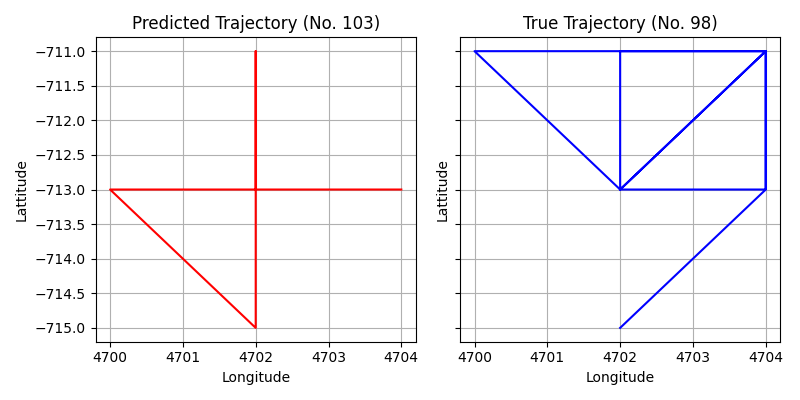 Predicted Trajectory (No. 103)
True Trajectory (No. 98)
Lattitude
−711.0
−711.5
−712.0
−712.5
−713.0
−713.5
−714.0
−714.5
−715.0
4700 4701 4702 4703 4704
Longitude
Lattitude
4700 4701 4702 4703 4704
Longitude